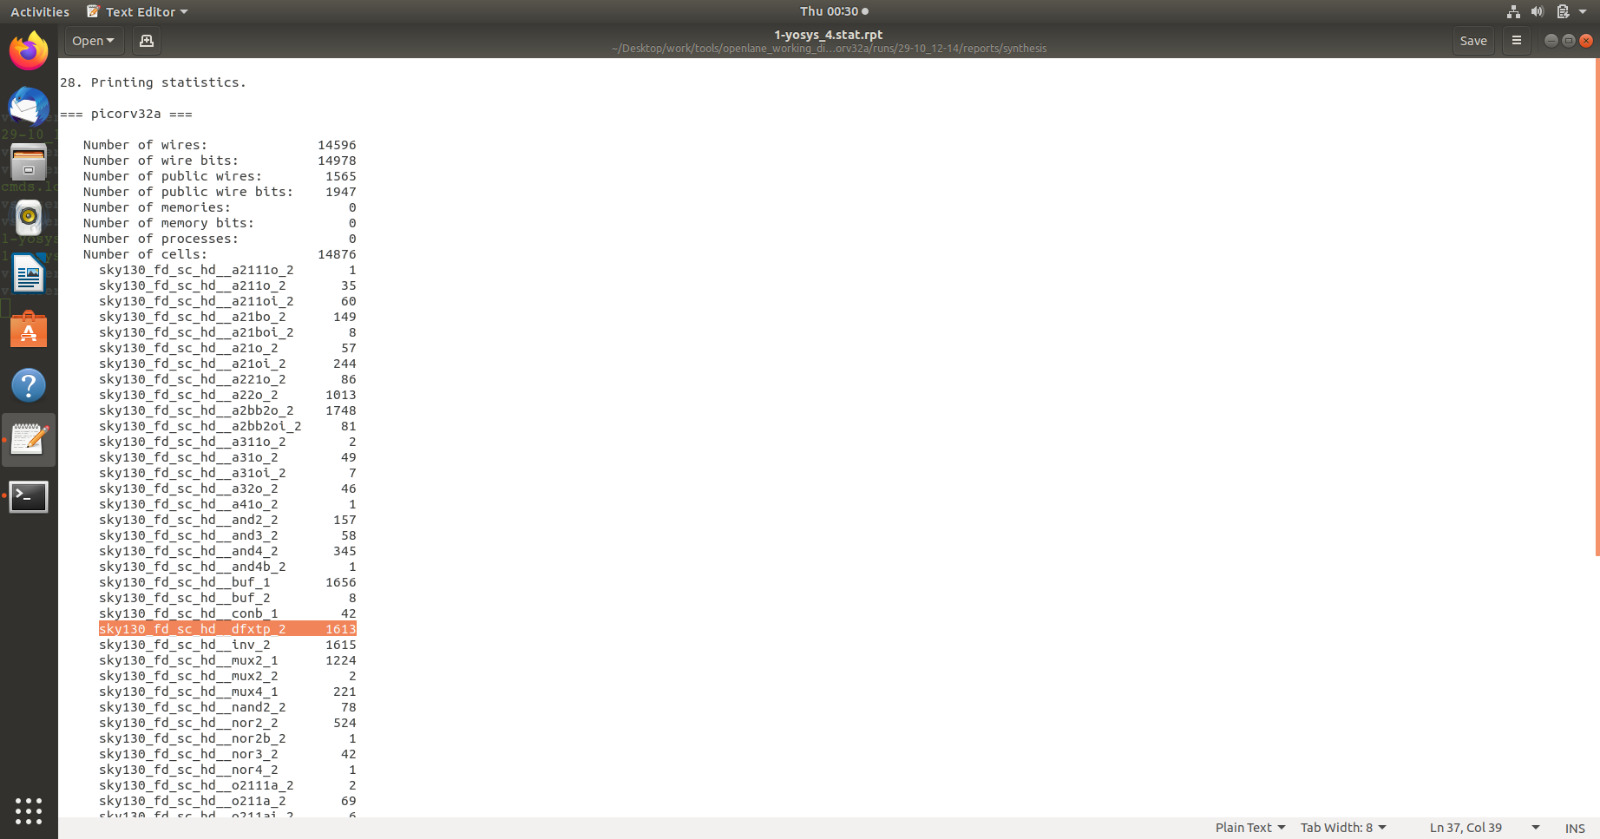 Activities
Text Editor
Thu 00:30
Open
1-yosys_4.stat.rpt
~/Desktop/work/tools/openlane_working_di…orv32a/runs/29-10_12-14/reports/synthesis
Save
28. Printing statistics.
=== picorv32a ===
Number of wires: 14596
Number of wire bits: 14978
Number of public wires: 1565
Number of public wire bits: 1947
Number of memories: 0
Number of memory bits: 0
Number of processes: 0
Number of cells: 14876
sky130_fd_sc_hd__a2111o_2 1
sky130_fd_sc_hd__a211o_2 35
sky130_fd_sc_hd__a211oi_2 60
sky130_fd_sc_hd__a21bo_2 149
sky130_fd_sc_hd__a21boi_2 8
sky130_fd_sc_hd__a21o_2 57
sky130_fd_sc_hd__a21oi_2 244
sky130_fd_sc_hd__a221o_2 86
sky130_fd_sc_hd__a22o_2 1013
sky130_fd_sc_hd__a2bb2o_2 1748
sky130_fd_sc_hd__a2bb2oi_2 81
sky130_fd_sc_hd__a311o_2 2
sky130_fd_sc_hd__a31o_2 49
sky130_fd_sc_hd__a31oi_2 7
sky130_fd_sc_hd__a32o_2 46
sky130_fd_sc_hd__a41o_2 1
sky130_fd_sc_hd__and2_2 157
sky130_fd_sc_hd__and3_2 58
sky130_fd_sc_hd__and4_2 345
sky130_fd_sc_hd__and4b_2 1
sky130_fd_sc_hd__buf_1 1656
sky130_fd_sc_hd__buf_2 8
sky130_fd_sc_hd__conb_1 42
sky130_fd_sc_hd__dfxtp_2 1613
sky130_fd_sc_hd__inv_2 1615
sky130_fd_sc_hd__mux2_1 1224
sky130_fd_sc_hd__mux2_2 2
sky130_fd_sc_hd__mux4_1 221
sky130_fd_sc_hd__nand2_2 78
sky130_fd_sc_hd__nor2_2 524
sky130_fd_sc_hd__nor2b_2 1
sky130_fd_sc_hd__nor3_2 42
sky130_fd_sc_hd__nor4_2 1
sky130_fd_sc_hd__o2111a_2 2
sky130_fd_sc_hd__o211a_2 69
sky130_fd_sc_hd__o211ai_2 6
Plain Text
Tab Width: 8
Ln 37, Col 39
INS